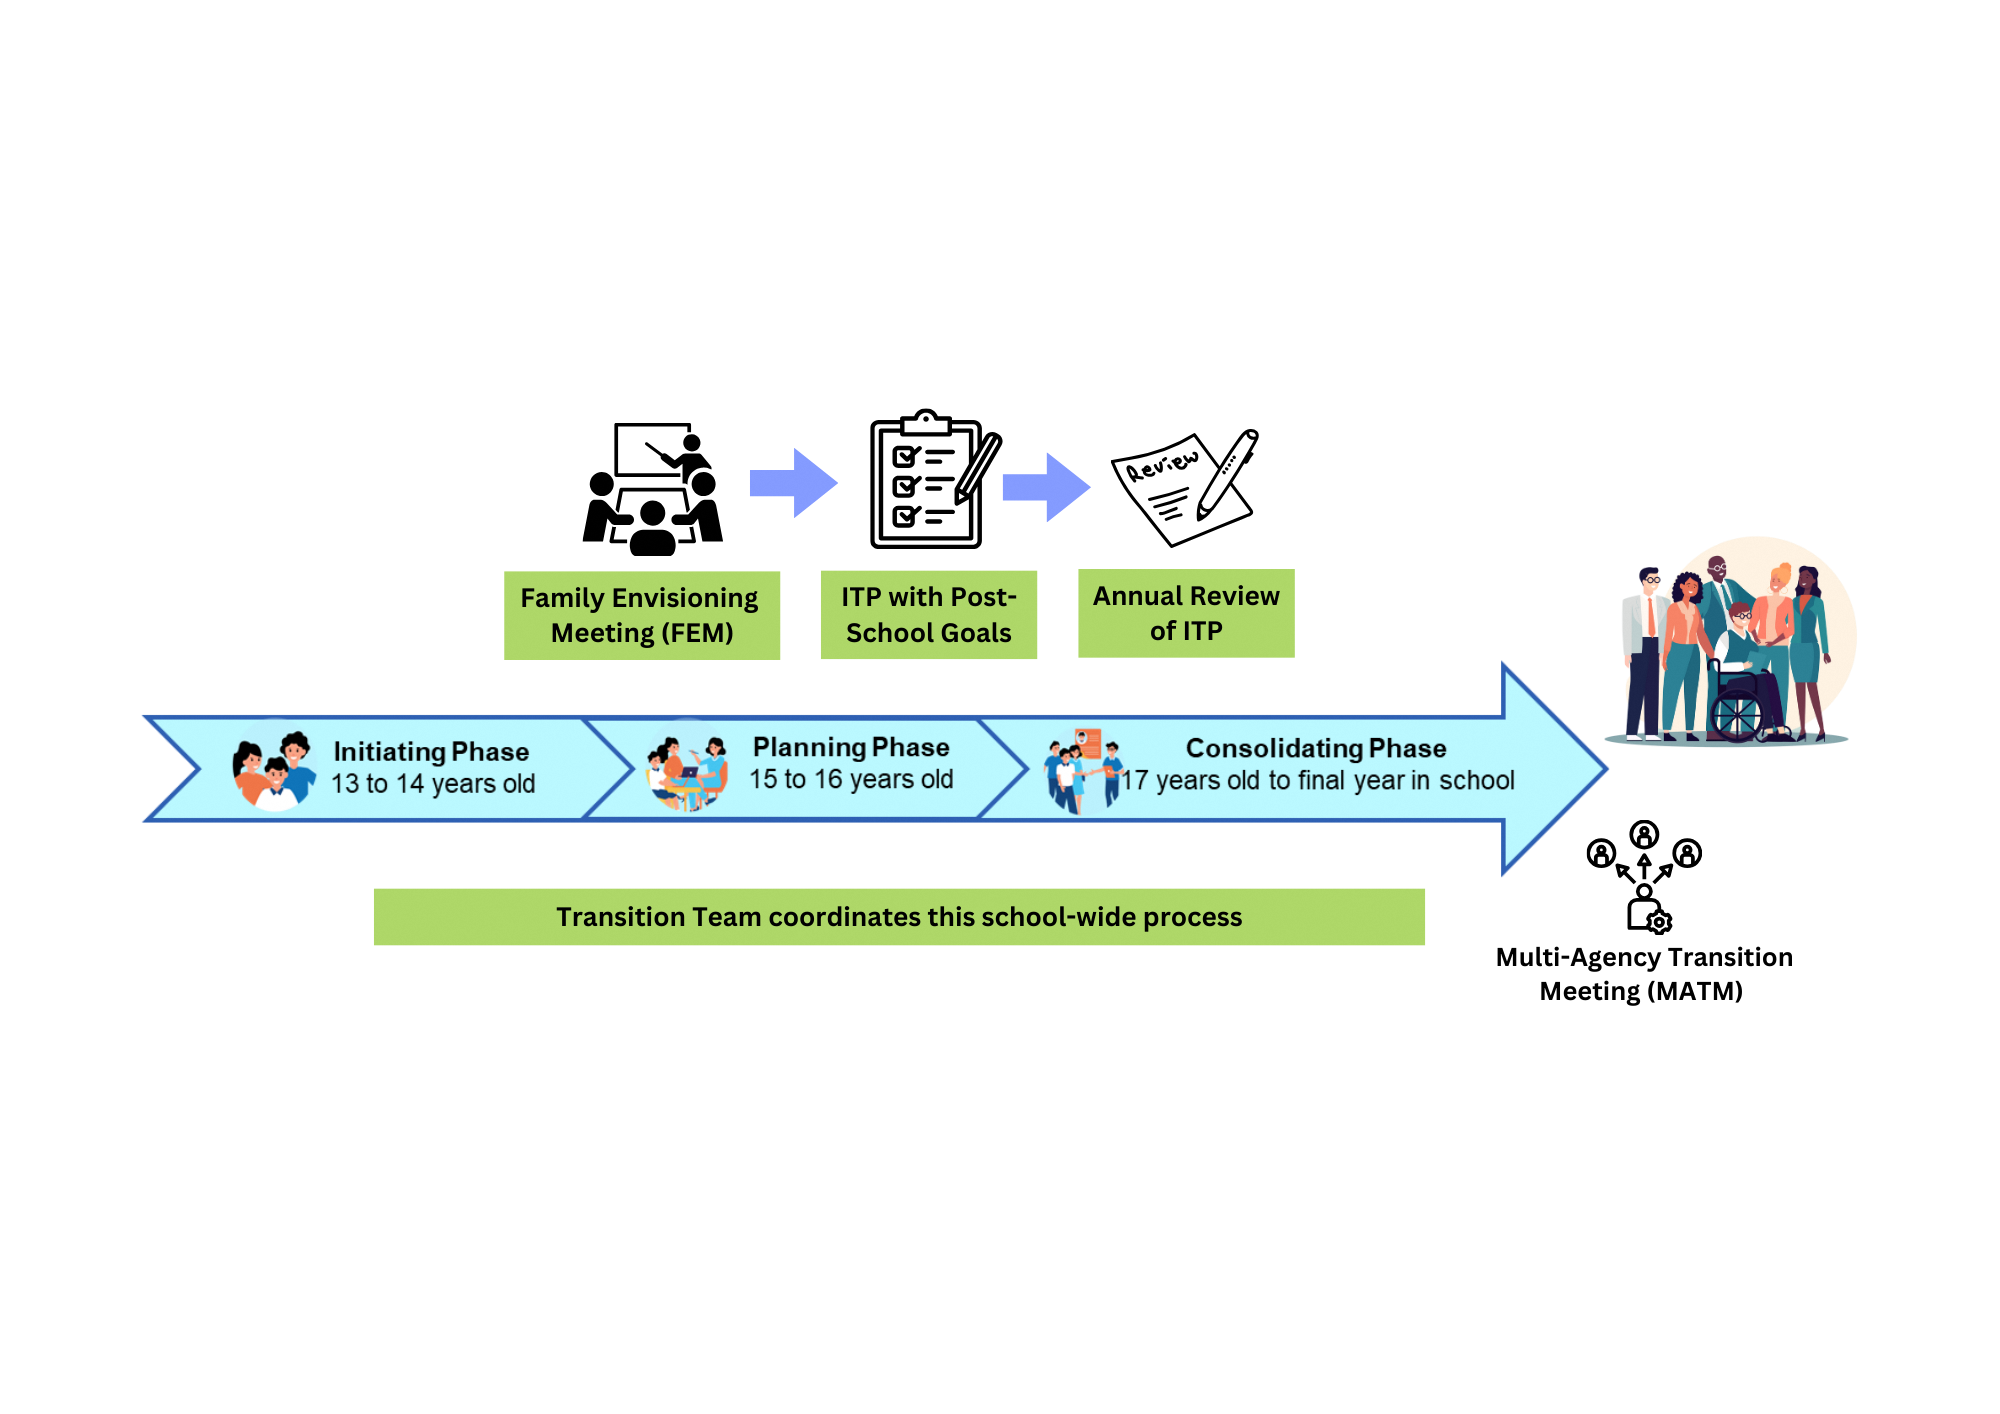 Review
Family Envisioning
Meeting (FEM)
ITP with Post-
School Goals
Annual Review
of ITP
Initiating Phase
13 to 14 years old
Planning Phase
15 to 16 years old
Consolidating Phase
17 years old to final year in school
Transition Team coordinates this school-wide process
Multi-Agency Transition
Meeting (MATM)